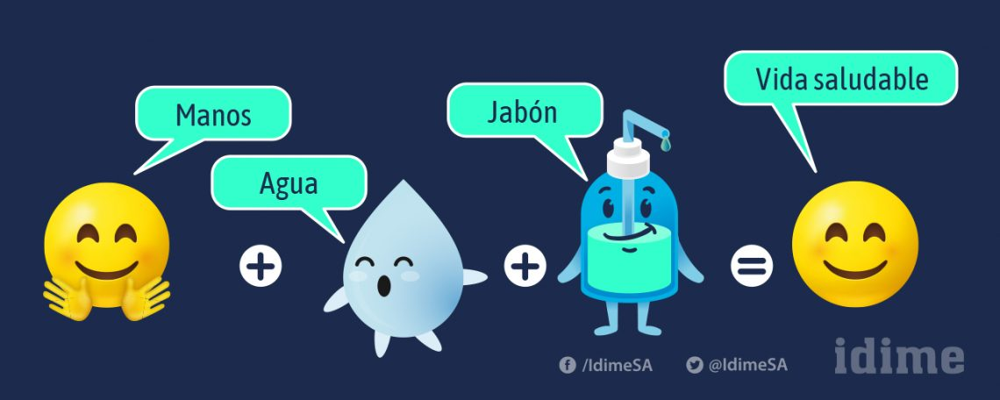 Manos
Agua
Jabón
Vida saludable
/IdimeSA
@IdimeSA
idime